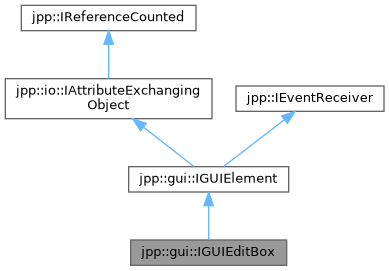 jpp::IReferenceCounted
jpp::io::IAttributeExchanging
Object
jpp::IEventReceiver
jpp::gui::IGUIElement
jpp::gui::IGUIEditBox